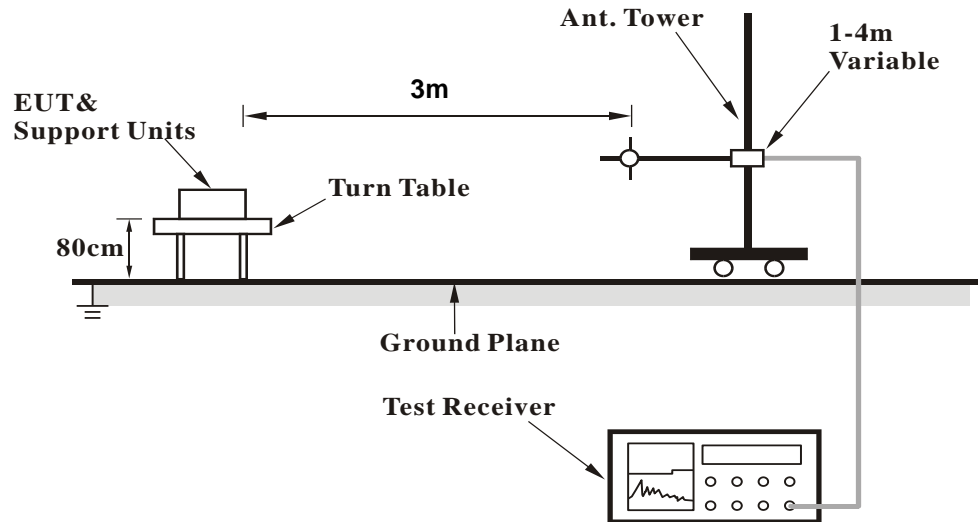 Ant. Tower
1-4m
Variable
3m
EUT&
Support Units
Turn Table
80cm
Ground Plane
Test Receiver